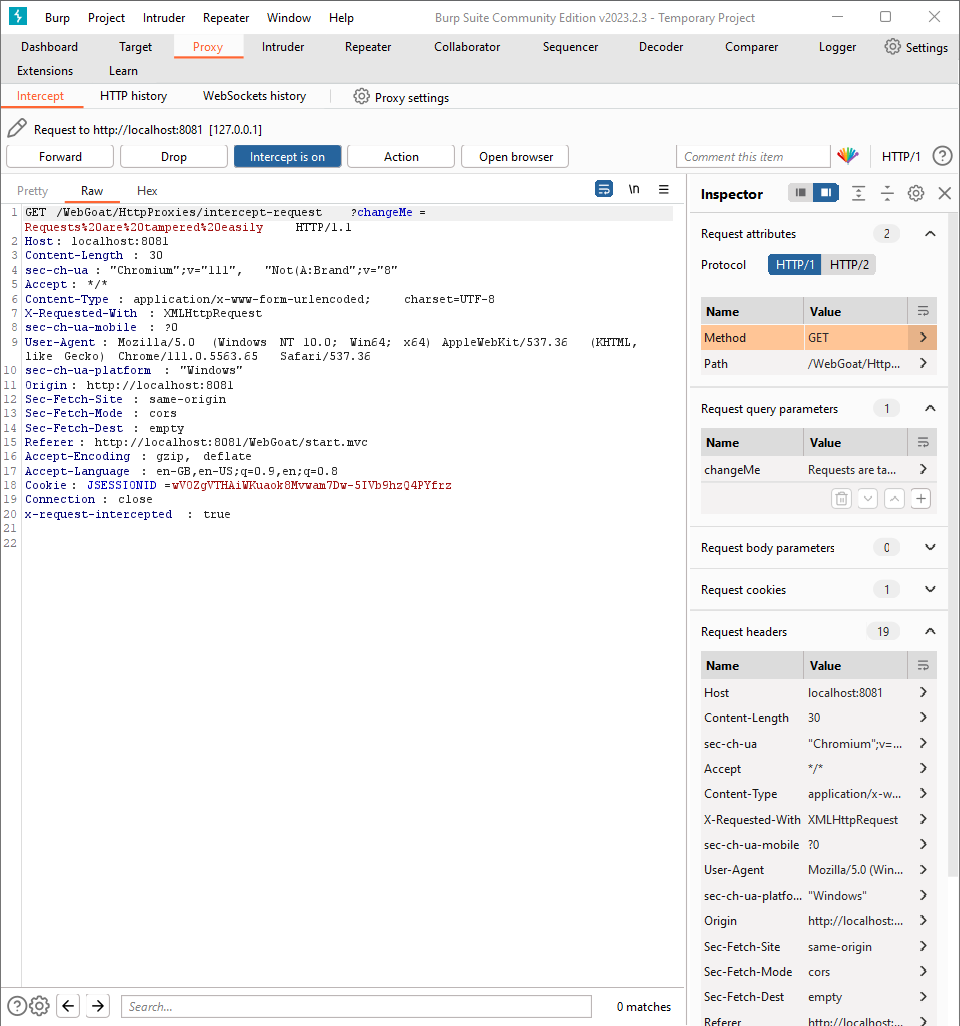 Burp Project Intruder Repeater Window Help Burp Suite Community Edition v2023.2.3 - Temporary Project
Dashboard Target Proxy Intruder Repeater Collaborator Sequencer Decoder Comparer Logger Settings
Extensions Learn
Intercept HTTP history WebSockets history Proxy settings
Request to http://localhost:8081 [127.0.0.1]
Forward Drop Intercept is on Action Open browser Comment this item HTTP/1 ?
Pretty Raw Hex \n
1 GET /WebGoat/HttpProxies/intercept-request ?changeMe =
Requests%20are%20tampered%20easily HTTP/1.1
2 Host : localhost:8081
3 Content-Length : 30
4 sec-ch-ua : "Chromium";v="111", "Not(A:Brand";v="8"
5 Accept : */*
6 Content-Type : application/x-www-form-urlencoded; charset=UTF-8
7 X-Requested-With : XMLHttpRequest
8 sec-ch-ua-mobile : ?0
9 User-Agent : Mozilla/5.0 (Windows NT 10.0; Win64; x64) AppleWebKit/537.36 (KHTML,
like Gecko) Chrome/111.0.5563.65 Safari/537.36
10 sec-ch-ua-platform : "Windows"
11 Origin : http://localhost:8081
12 Sec-Fetch-Site : same-origin
13 Sec-Fetch-Mode : cors
14 Sec-Fetch-Dest : empty
15 Referer : http://localhost:8081/WebGoat/start.mvc
16 Accept-Encoding : gzip, deflate
17 Accept-Language : en-GB,en-US;q=0.9,en;q=0.8
18 Cookie : JSESSIONID =wVOZgVTHAiWKuaok8Mvwam7Dw-5IVb9hzQ4PYfrz
19 Connection : close
20 x-request-intercepted : true
21
22
? Search... 0 matches
Inspector
Request attributes 2
Protocol HTTP/1 HTTP/2
Name Value
Method GET
Path /WebGoat/Http...
Request query parameters 1
Name Value
changeMe Requests are ta...
Request body parameters 0
Request cookies 1
Request headers 19
Name Value
Host localhost:8081
Content-Length 30
sec-ch-ua "Chromium";v=...
Accept */*
Content-Type application/x-w...
X-Requested-With XMLHttpRequest
sec-ch-ua-mobile ?0
User-Agent Mozilla/5.0 (Win...
sec-ch-ua-platfo... "Windows"
Origin http://localhost:...
Sec-Fetch-Site same-origin
Sec-Fetch-Mode cors
Sec-Fetch-Dest empty
Referer http://localhost:...